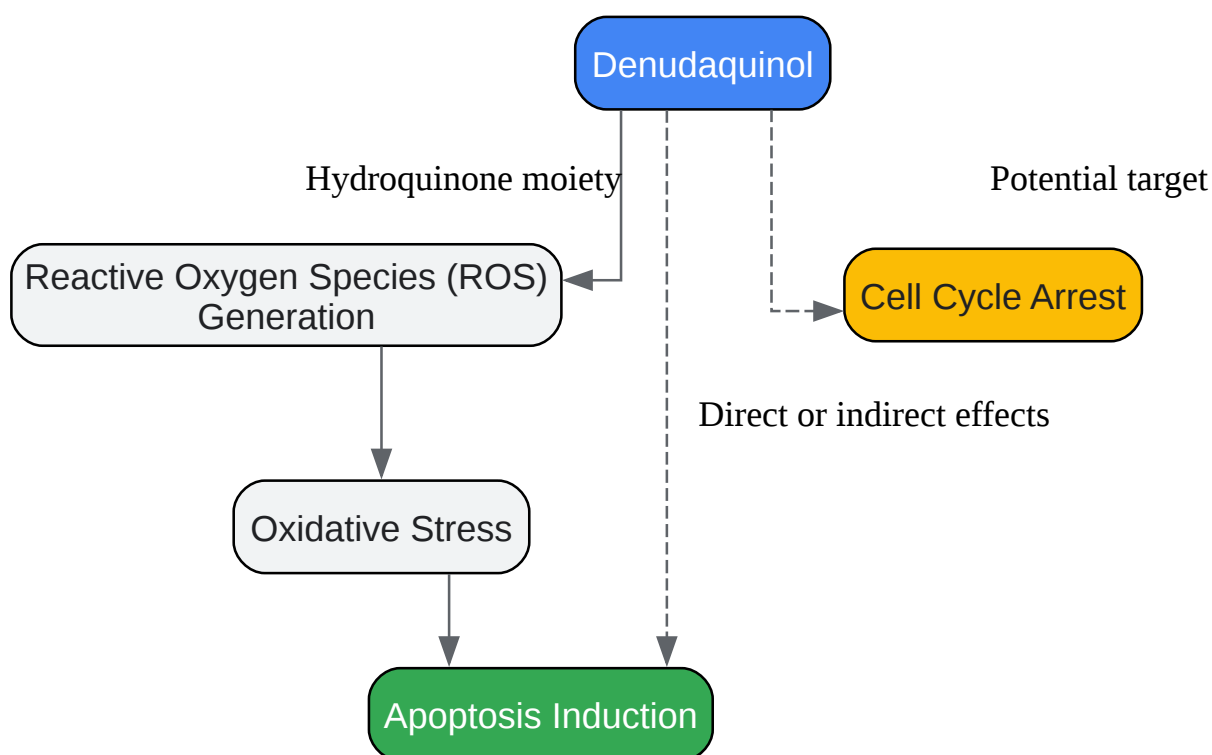 Denudaquinol
Hydroquinone moiety
Potential target
Reactive Oxygen Species (ROS)
Generation
Cell Cycle Arrest
Direct or indirect effects
Oxidative Stress
Apoptosis Induction